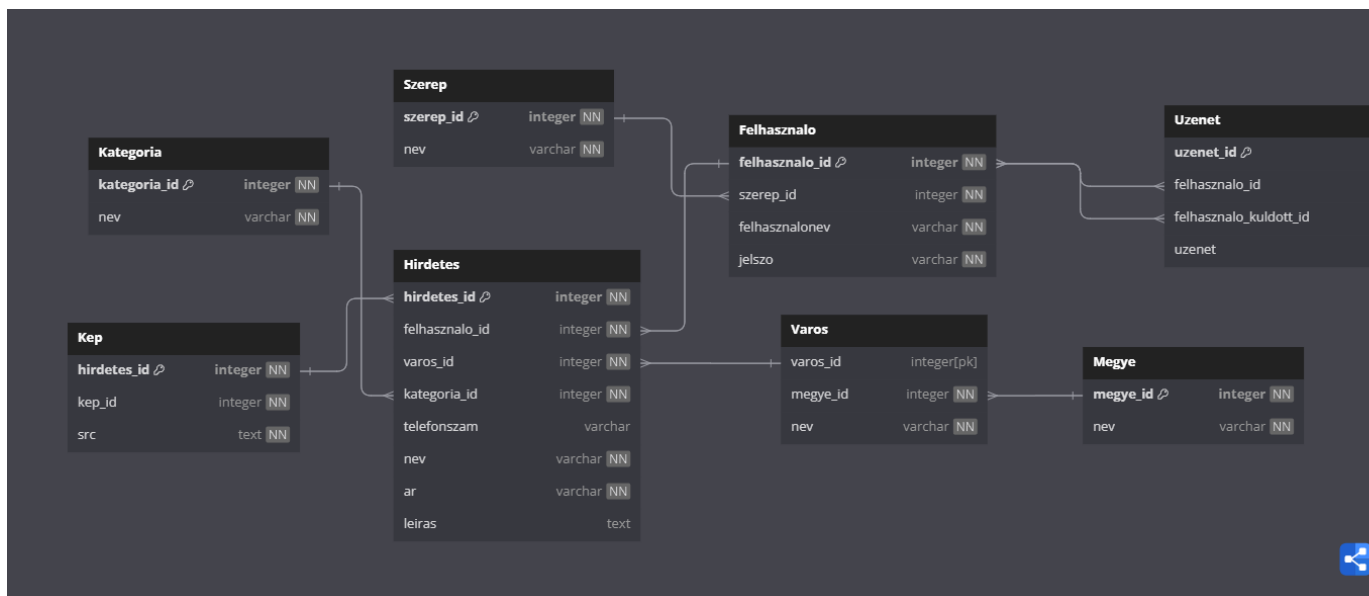 Szerep
szerep_id integer NN
nev varchar NN
Kategoria
kategoria_id integer NN
nev varchar NN
Felhasznalo
felhasznalo_id integer NN
szerep_id integer NN
felhasznalonev varchar NN
jelszo varchar NN
Uzenet
uzenet_id
felhasznalo_id
felhasznalo_kuldott_id
uzenet
Hirdetes
hirdetes_id integer NN
felhasznalo_id integer NN
varos_id integer NN
kategoria_id integer NN
telefonszam varchar
nev varchar NN
ar varchar NN
leiras text
Kep
hirdetes_id integer NN
kep_id integer NN
src text NN
Varos
varos_id integer[pk]
megye_id integer NN
nev varchar NN
Megye
megye_id integer NN
nev varchar NN